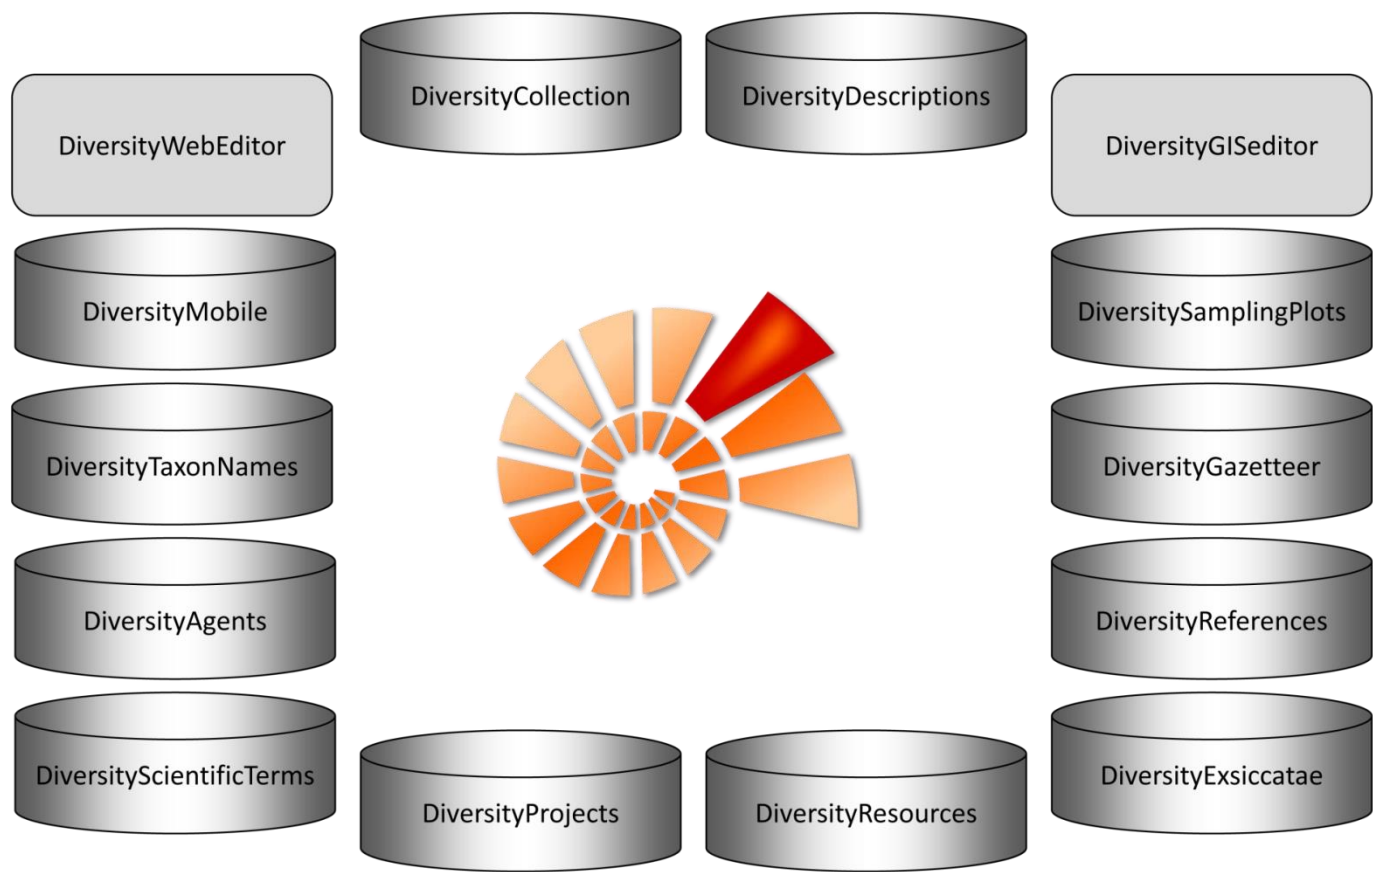 DiversityCollection
DiversityDescriptions
DiversityWebEditor
DiversityGISeditor
DiversityMobile
DiversitySamplingPlots
DiversityTaxonNames
DiversityGazetteer
DiversityAgents
DiversityReferences
DiversityScientificTerms
DiversityExsiccatae
DiversityProjects
DiversityResources